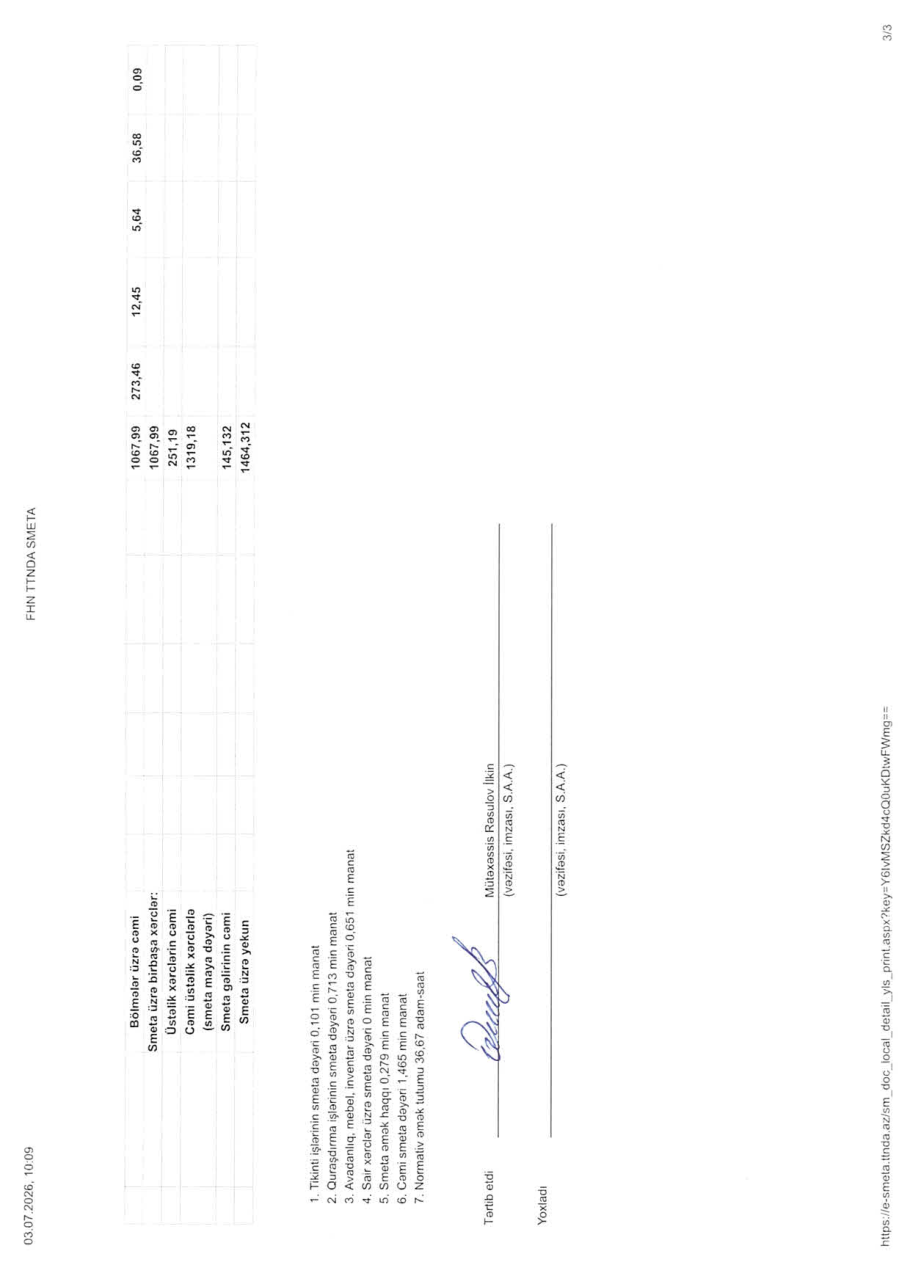 03.07.2026, 10:09 FHN TTNDA SMETA
Bölmələr üzrə cəmi 1067,99 273,46 12,45 5,64 36,58 0,09
Smeta üzrə birbaşa xərclər: 1067,99
Üstəlik xərclərin cəmi 251,19
Cəmi üstəlik xərclərlə 1319,18
(smeta maya dəyəri)
Smeta gəlirinin cəmi 145,132
Smeta üzrə yekun 1464,312
1. Tikinti işlərinin smeta dəyəri 0,101 min manat
2. Quraşdırma işlərinin smeta dəyəri 0,713 min manat
3. Avadanlıq, mebel, inventar üzrə smeta dəyəri 0,651 min manat
4. Sair xərclər üzrə smeta dəyəri 0 min manat
5. Smeta əmək haqqı 0,279 min manat
6. Cəmi smeta dəyəri 1,465 min manat
7. Normativ əmək tutumu 36,67 adam-saat
Tərtib etdi Mütəxəssis Rəsulov İlkin
(vəzifəsi, imzası, S.A.A.)
Yoxladı
(vəzifəsi, imzası, S.A.A.)
https://e-smeta.ttnda.az/sm_doc_local_detail_yls_print.aspx?key=Y6IvMSZkd4cQ0uKDIwFWmg== 3/3